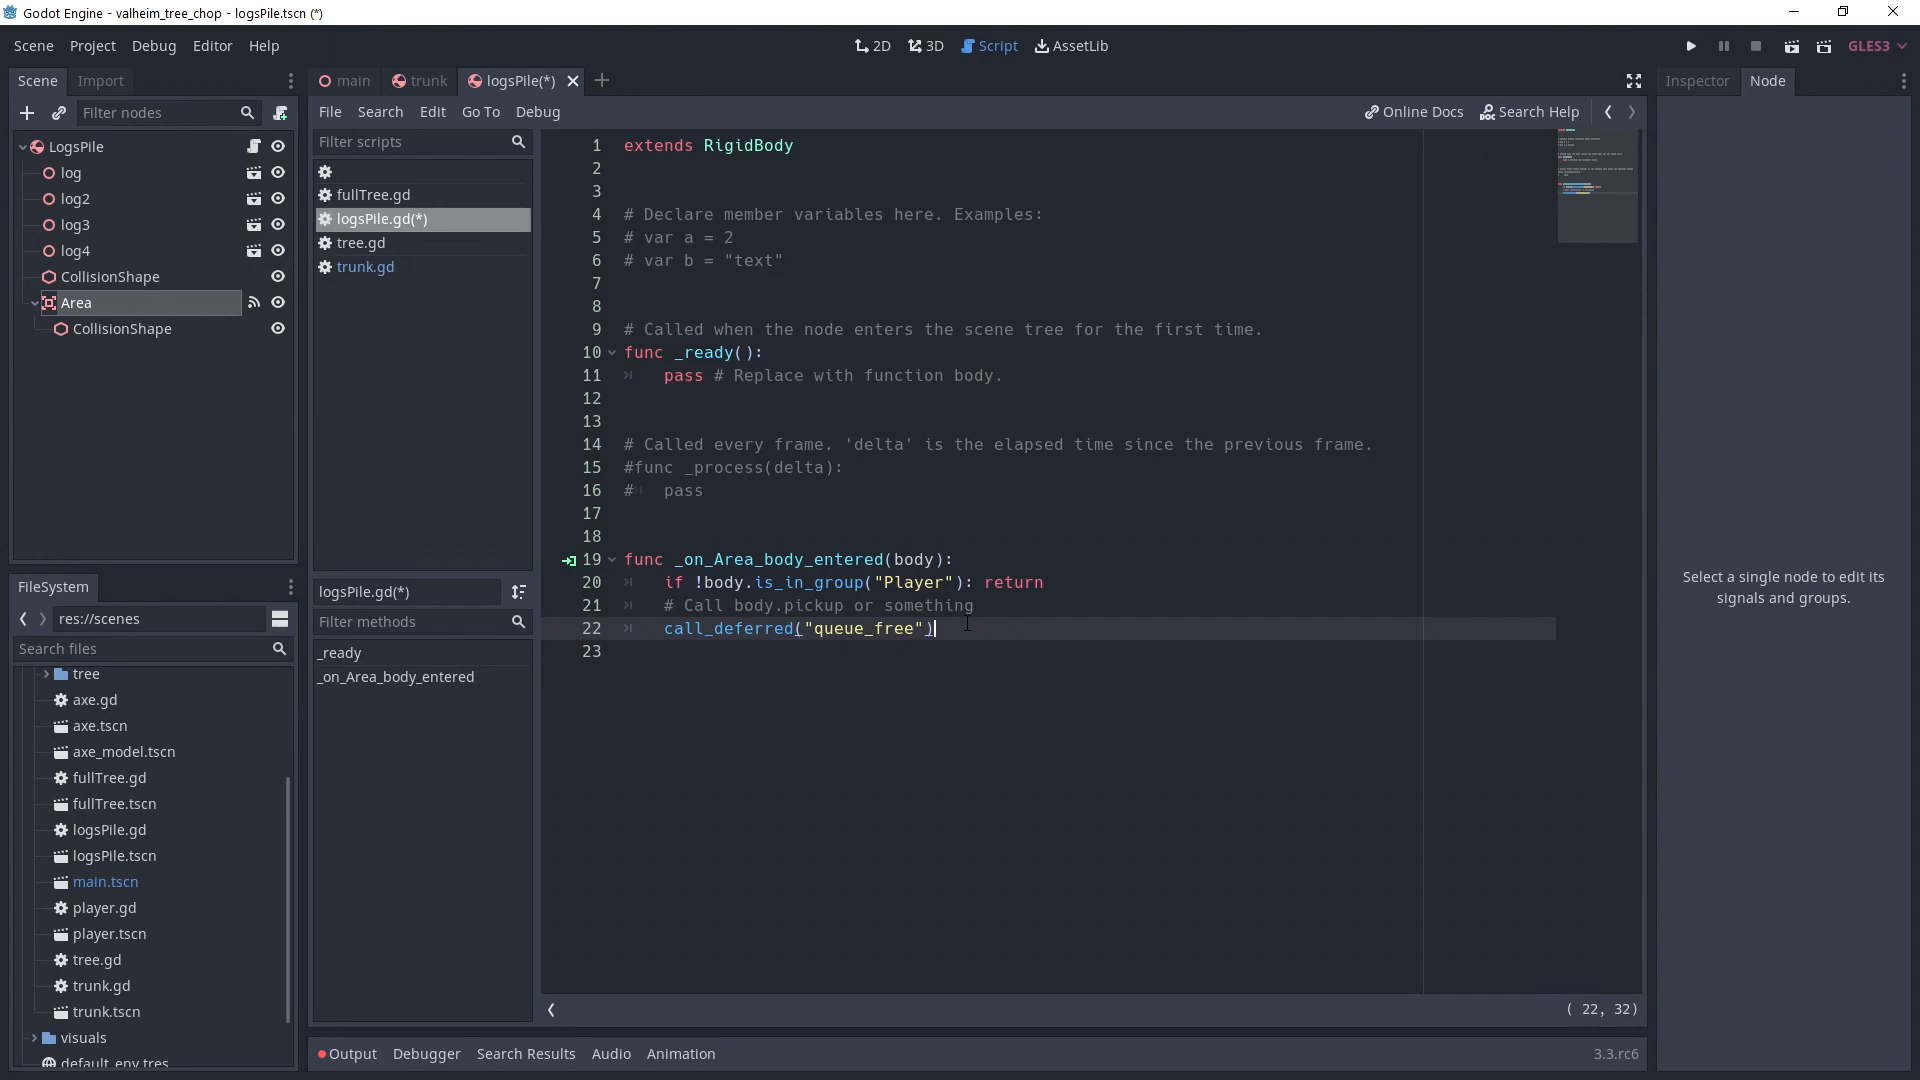 Godot Engine - valheim_tree_chop - logsPile.tscn (*)
Scene Project Debug Editor Help
2D 3D Script AssetLib
GLES3
Scene Import
Filter nodes
LogsPile
log
log2
log3
log4
CollisionShape
Area
CollisionShape
FileSystem
res://scenes
Search files
tree
axe.gd
axe.tscn
axe_model.tscn
fullTree.gd
fullTree.tscn
logsPile.gd
logsPile.tscn
main.tscn
player.gd
player.tscn
tree.gd
trunk.gd
trunk.tscn
visuals
default_env.tres
main trunk logsPile(*)
File Search Edit Go To Debug
Online Docs Search Help
Filter scripts
fullTree.gd
logsPile.gd(*)
tree.gd
trunk.gd
logsPile.gd(*)
Filter methods
_ready
_on_Area_body_entered
1 extends RigidBody
2
3
4 # Declare member variables here. Examples:
5 # var a = 2
6 # var b = "text"
7
8
9 # Called when the node enters the scene tree for the first time.
10 func _ready():
11 pass # Replace with function body.
12
13
14 # Called every frame. 'delta' is the elapsed time since the previous frame.
15 #func _process(delta):
16 # pass
17
18
19 func _on_Area_body_entered(body):
20 if !body.is_in_group("Player"): return
21 # Call body.pickup or something
22 call_deferred("queue_free")
23
( 22, 32)
Output Debugger Search Results Audio Animation
3.3.rc6
Inspector Node
Select a single node to edit its
signals and groups.